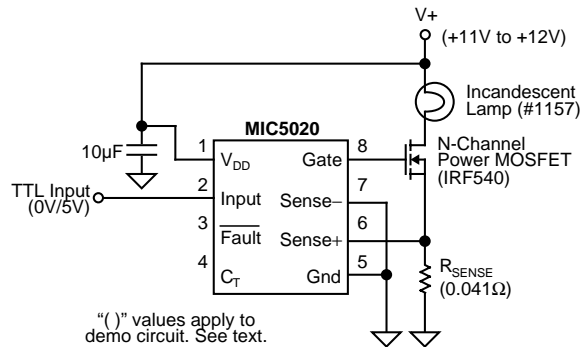 V+
(+11V to +12V)
Incandescent
Lamp (#1157)
MIC5020
10µF
1
VDD
Gate
8
N-Channel
Power MOSFET
(IRF540)
TTL Input
(0V/5V)
2
Input
Sense−
7
3
Fault
Sense+
6
4
CT
Gnd
5
RSENSE
(0.041Ω)
"( )" values apply to
demo circuit. See text.